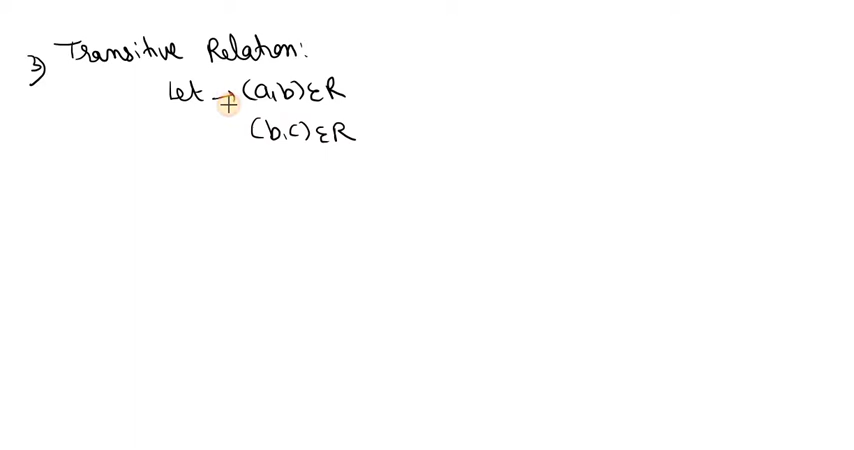 3) Transitive Relation:
Let → (a,b) ε R
(b,c) ε R